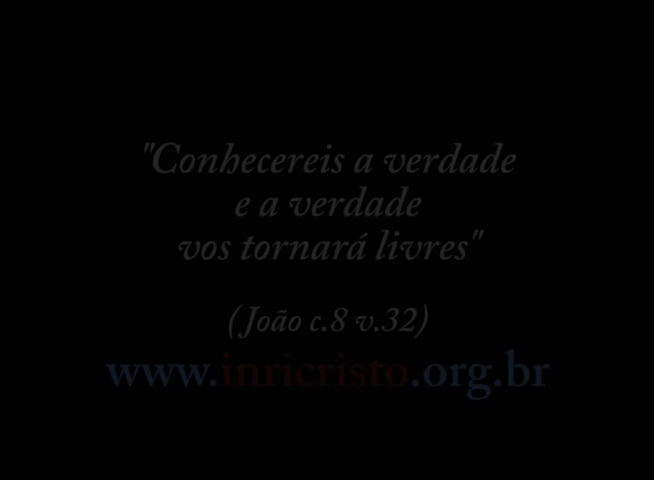 "Conhecereis a verdade
e a verdade
vos tornará livres"
(João c.8 v.32)
www.inricristo.org.br